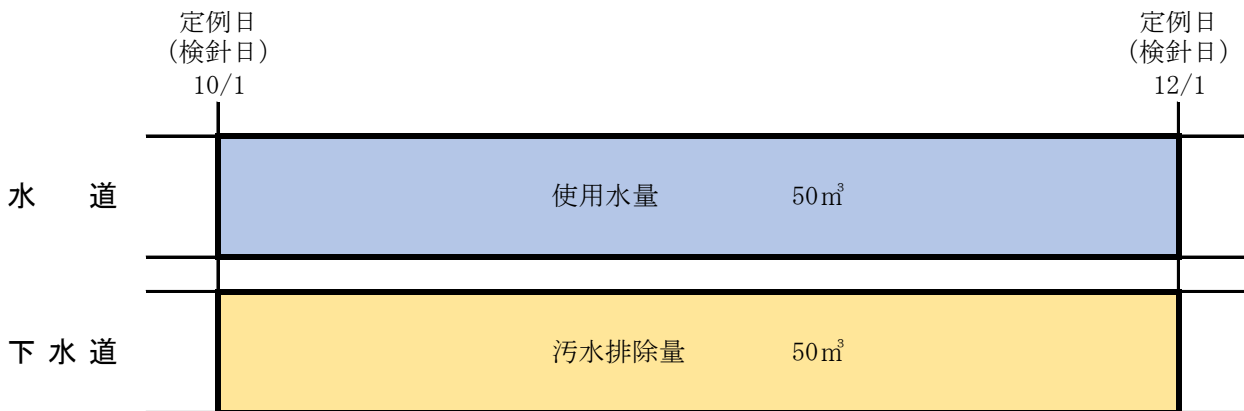 定例日
(検針日)
10/1
定例日
(検針日)
12/1
水　道
使用水量　50㎥
下水道
汚水排除量　50㎥